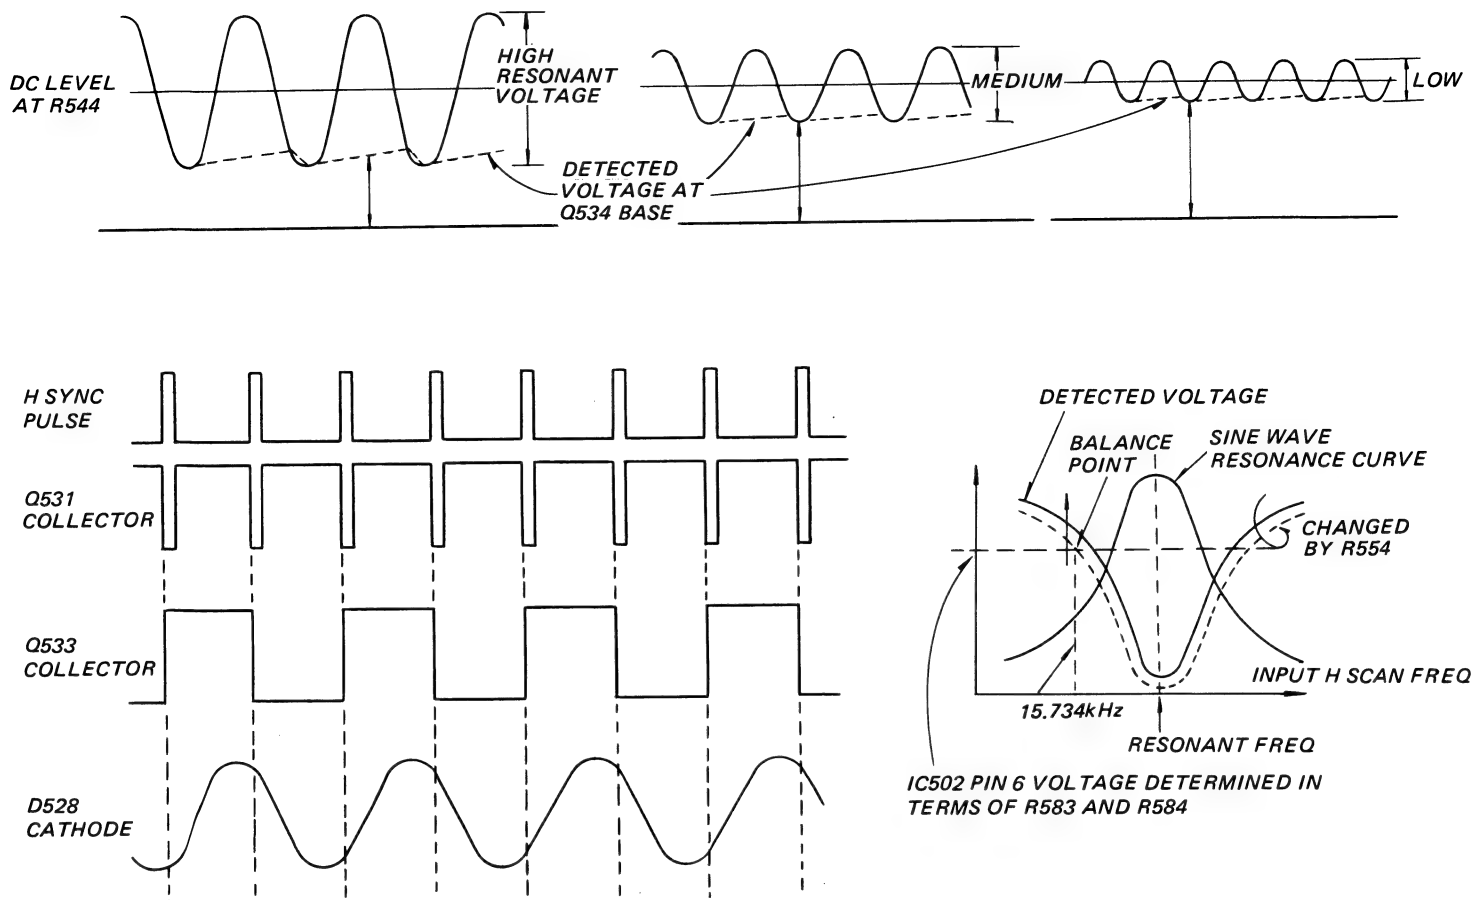 DC LEVEL
AT R544
HIGH
RESONANT
VOLTAGE
MEDIUM
LOW
DETECTED
VOLTAGE AT
Q534 BASE
H SYNC
PULSE
Q531
COLLECTOR
Q533
COLLECTOR
D528
CATHODE
DETECTED VOLTAGE
BALANCE
POINT
SINE WAVE
RESONANCE CURVE
CHANGED
BY R554
INPUT H SCAN FREQ
15.734kHz
RESONANT FREQ
IC502 PIN 6 VOLTAGE DETERMINED IN
TERMS OF R583 AND R584